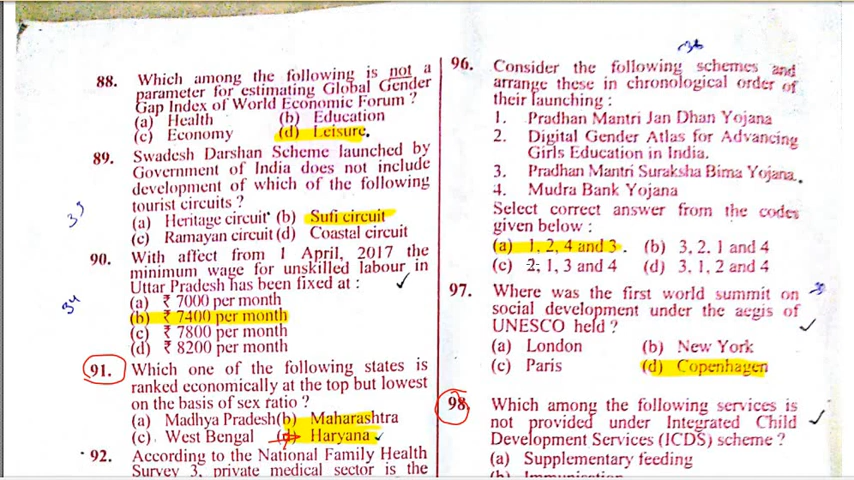 88. Which among the following is not a
parameter for estimating Global Gender
Gap Index of World Economic Forum ?
(a) Health (b) Education
(c) Economy (d) Leisure.
89. Swadesh Darshan Scheme launched by
Government of India does not include
development of which of the following
tourist circuits ?
(a) Heritage circuit (b) Sufi circuit
(c) Ramayan circuit (d) Coastal circuit
90. With affect from 1 April, 2017 the
minimum wage for unskilled labour in
Uttar Pradesh has been fixed at :
(a) ₹ 7000 per month
(b) ₹ 7400 per month
(c) ₹ 7800 per month
(d) ₹ 8200 per month
91. Which one of the following states is
ranked economically at the top but lowest
on the basis of sex ratio ?
(a) Madhya Pradesh (b) Maharashtra
(c) West Bengal (d) Haryana
92. According to the National Family Health
Survey 3, private medical sector is the
96. Consider the following schemes and
arrange these in chronological order of
their launching :
1. Pradhan Mantri Jan Dhan Yojana
2. Digital Gender Atlas for Advancing
Girls Education in India.
3. Pradhan Mantri Suraksha Bima Yojana.
4. Mudra Bank Yojana
Select correct answer from the codes
given below :
(a) 1, 2, 4 and 3 (b) 3, 2, 1 and 4
(c) 2, 1, 3 and 4 (d) 3, 1, 2 and 4
97. Where was the first world summit on
social development under the aegis of
UNESCO held ?
(a) London (b) New York
(c) Paris (d) Copenhagen
98. Which among the following services is
not provided under Integrated Child
Development Services (ICDS) scheme ?
(a) Supplementary feeding
(b) Immunisation